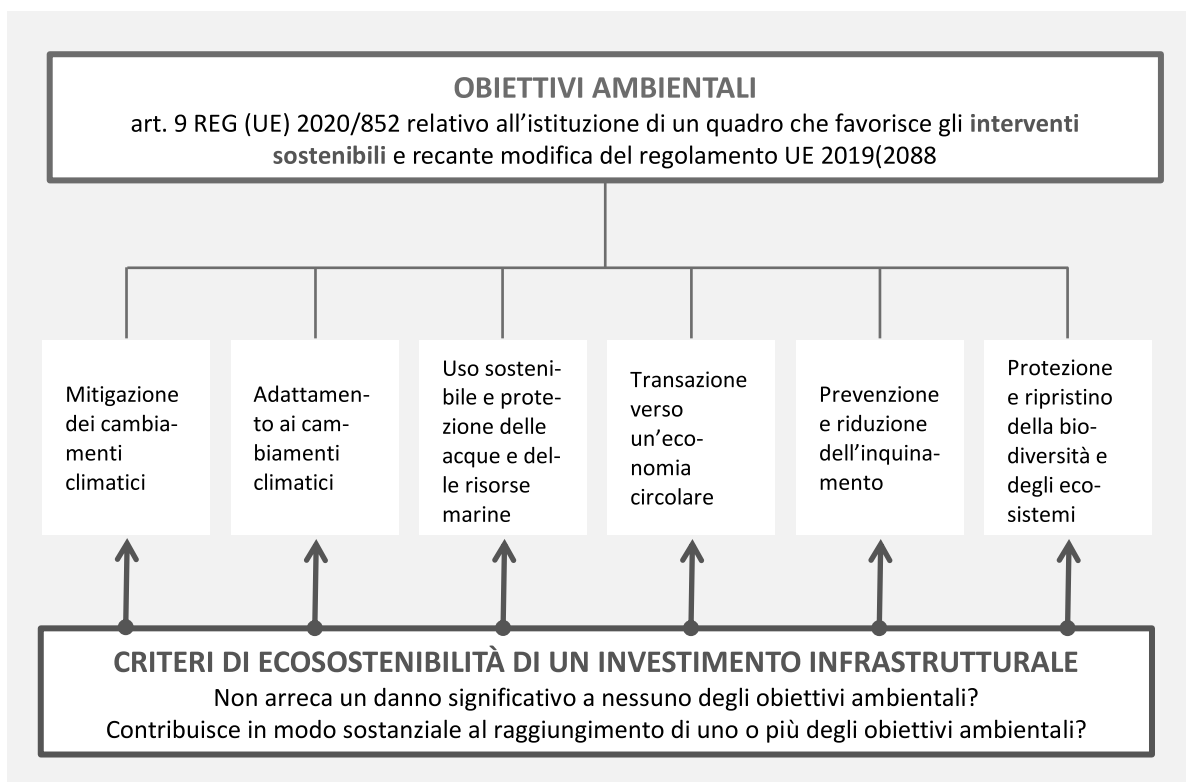 OBIETTIVI AMBIENTALI
art. 9 REG (UE) 2020/852 relativo all'istituzione di un quadro che favorisce gli interventi
sostenibili e recante modifica del regolamento UE 2019(2088
Mitigazione
dei cambia-
menti
climatici
Adattamen-
to ai cam-
biamenti
climatici
Uso sosteni-
bile e prote-
zione delle
acque e del-
le risorse
marine
Transazione
verso
un'eco-
nomia
circolare
Prevenzione
e riduzione
dell'inquina-
mento
Protezione
e ripristino
della bio-
diversità e
degli eco-
sistemi
CRITERI DI ECOSOSTENIBILITÀ DI UN INVESTIMENTO INFRASTRUTTURALE
Non arreca un danno significativo a nessuno degli obiettivi ambientali?
Contribuisce in modo sostanziale al raggiungimento di uno o più degli obiettivi ambientali?